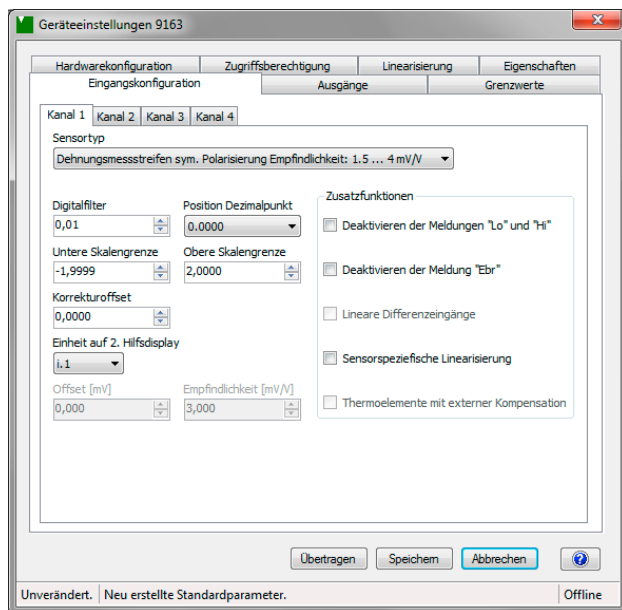 Geräteeinstellungen 9163
Hardwarekonfiguration Zugriffsberechtigung Linearisierung Eigenschaften
Eingangskonfiguration Ausgänge Grenzwerte
Kanal 1 Kanal 2 Kanal 3 Kanal 4
Sensortyp
Dehnungsmessstreifen sym. Polarisierung Empfindlichkeit: 1.5 ... 4 mV/V
Digitalfilter Position Dezimalpunkt
0,01 0.0000
Untere Skalengrenze Obere Skalengrenze
-1,9999 2,0000
Korrekturoffset
0,0000
Einheit auf 2. Hilfsdisplay
i.1
Offset [mV] Empfindlichkeit [mV/V]
0,000 3,000
Zusatzfunktionen
Deaktivieren der Meldungen "Lo" und "Hi"
Deaktivieren der Meldung "Ebr"
Lineare Differenzeingänge
Sensorspeziefische Linearisierung
Thermoelemente mit externer Kompensation
Übertragen Speichern Abbrechen ?
Unverändert. Neu erstellte Standardparameter. Offline